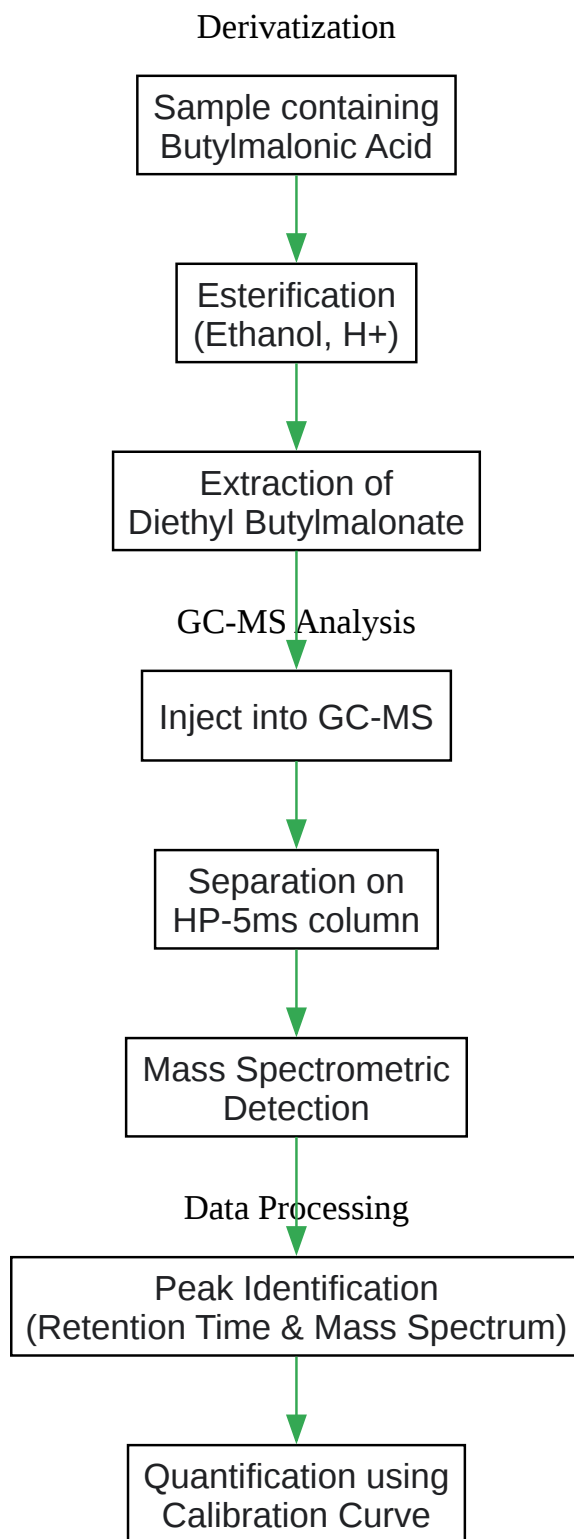 Derivatization
Sample containing
Butylmalonic Acid
Esterification
(Ethanol, H+)
Extraction of
Diethyl Butylmalonate
GC-MS Analysis
Inject into GC-MS
Separation on
HP-5ms column
Mass Spectrometric
Detection
Data Processing
Peak Identification
(Retention Time & Mass Spectrum)
Quantification using
Calibration Curve